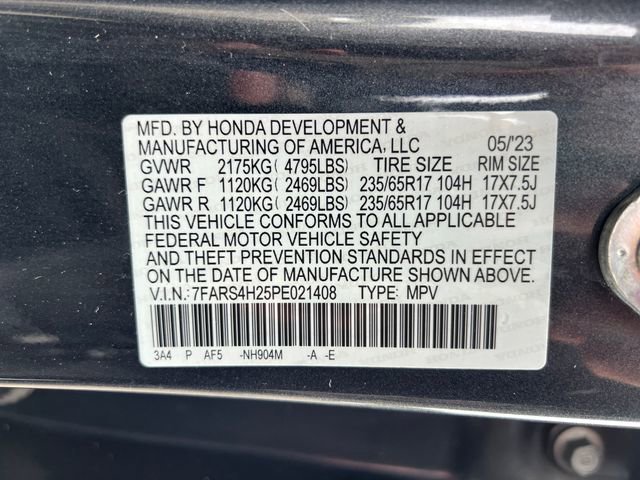 MFD. BY HONDA DEVELOPMENT &
MANUFACTURING OF AMERICA, LLC 05/'23
GVWR 2175KG( 4795LBS) TIRE SIZE RIM SIZE
GAWR F 1120KG( 2469LBS) 235/65R17 104H 17X7.5J
GAWR R 1120KG( 2469LBS) 235/65R17 104H 17X7.5J
THIS VEHICLE CONFORMS TO ALL APPLICABLE
FEDERAL MOTOR VEHICLE SAFETY
AND THEFT PREVENTION STANDARDS IN EFFECT
ON THE DATE OF MANUFACTURE SHOWN ABOVE.
V.I.N.: 7FARS4H25PE021408 TYPE: MPV
3A4 P AF5 -NH904M -A -E